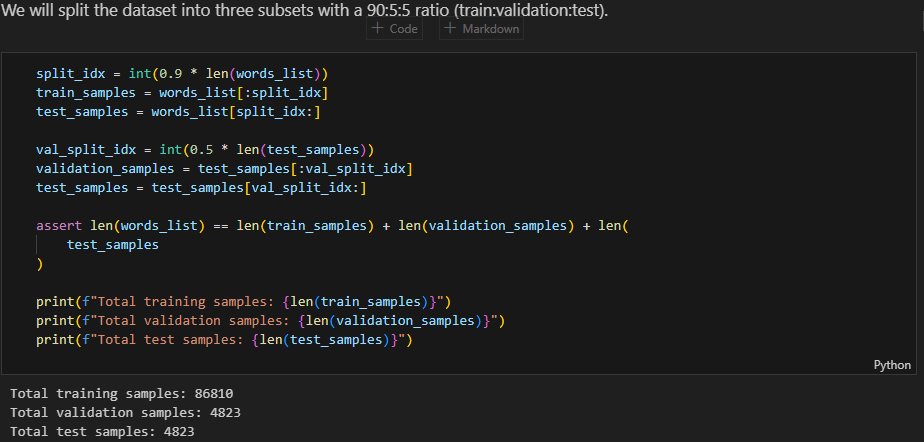 We will split the dataset into three subsets with a 90:5:5 ratio (train:validation:test).
+ Code + Markdown
split_idx = int(0.9 * len(words_list))
train_samples = words_list[:split_idx]
test_samples = words_list[split_idx:]
val_split_idx = int(0.5 * len(test_samples))
validation_samples = test_samples[:val_split_idx]
test_samples = test_samples[val_split_idx:]
assert len(words_list) == len(train_samples) + len(validation_samples) + len(
    test_samples
)
print(f"Total training samples: {len(train_samples)}")
print(f"Total validation samples: {len(validation_samples)}")
print(f"Total test samples: {len(test_samples)}")
Python
Total training samples: 86810
Total validation samples: 4823
Total test samples: 4823